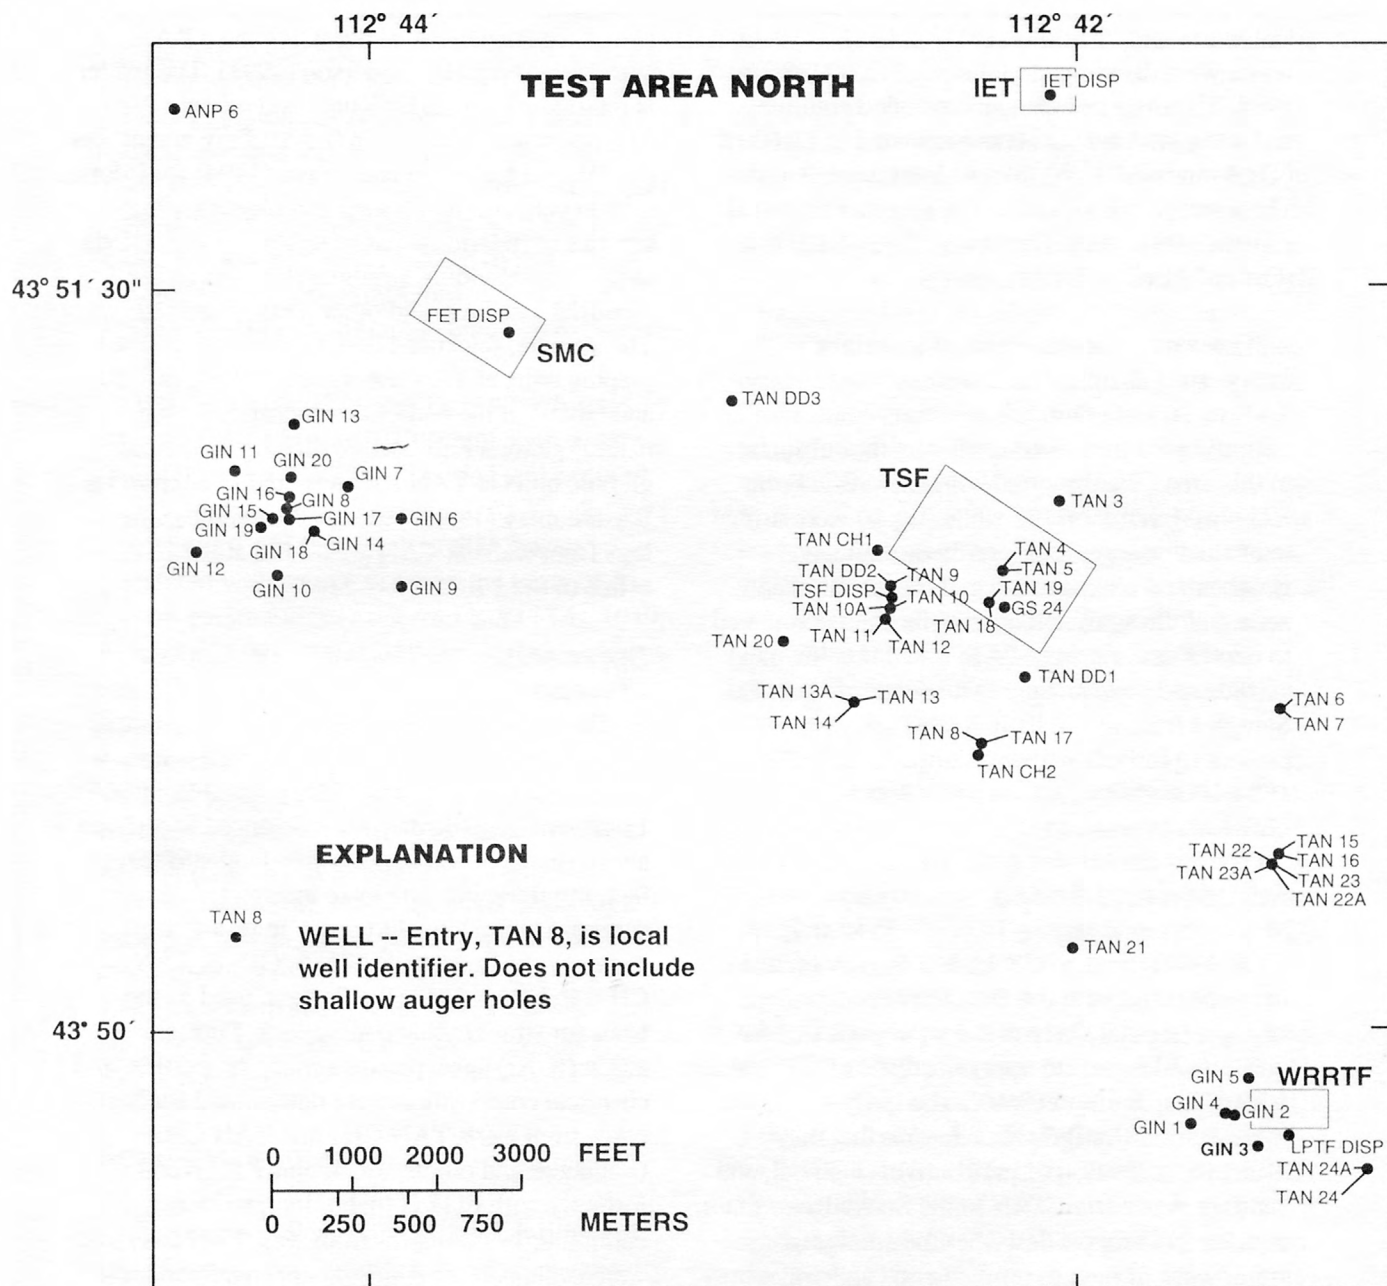 112° 44´
112° 42´
TEST AREA NORTH
IET
IET DISP
ANP 6
43° 51´ 30"
FET DISP
SMC
TAN DD3
GIN 13
GIN 11
GIN 20
GIN 7
TSF
GIN 16
GIN 8
TAN 3
GIN 15
GIN 17
GIN 6
GIN 19
GIN 14
TAN CH1
GIN 18
TAN 4
GIN 12
TAN 5
TAN DD2
TAN 9
GIN 10
GIN 9
TSF DISP
TAN 10
TAN 19
TAN 10A
GS 24
TAN 18
TAN 11
TAN 20
TAN 12
TAN DD1
TAN 13A
TAN 13
TAN 6
TAN 14
TAN 7
TAN 8
TAN 17
TAN CH2
TAN 15
TAN 22
TAN 16
TAN 23A
TAN 23
TAN 22A
EXPLANATION
TAN 8
WELL -- Entry, TAN 8, is local
well identifier. Does not include
shallow auger holes
TAN 21
43° 50´
GIN 5
WRRTF
GIN 4
GIN 2
GIN 1
GIN 3
LPTF DISP
TAN 24A
TAN 24
0 1000 2000 3000 FEET
0 250 500 750 METERS